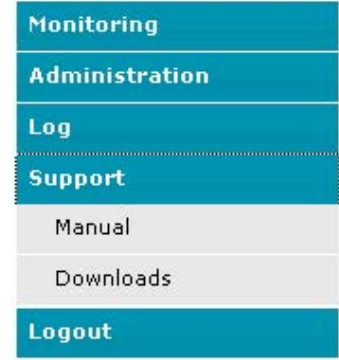 Monitoring
Administration
Log
Support
Manual
Downloads
Logout